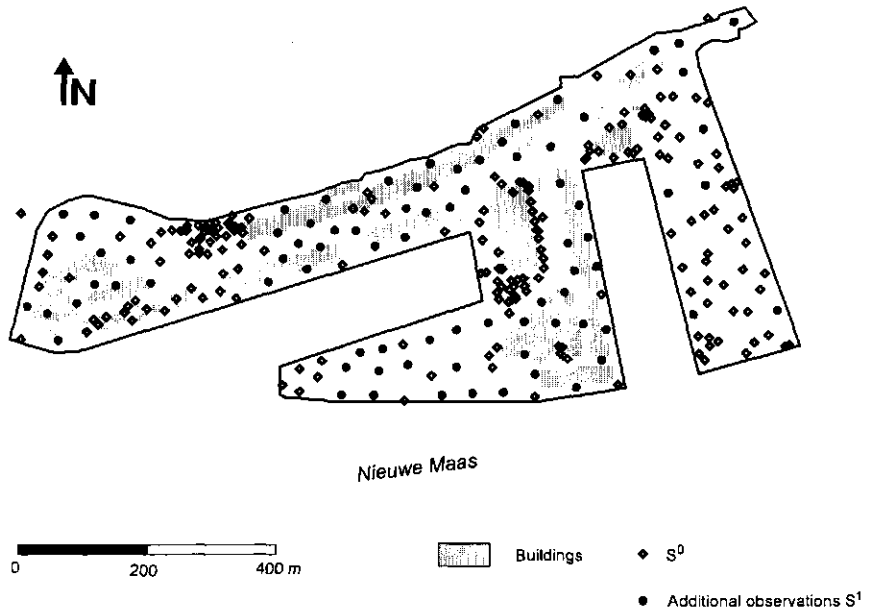 N
Nieuwe Maas
0 200 400 m
Buildings
S⁰
Additional observations S¹